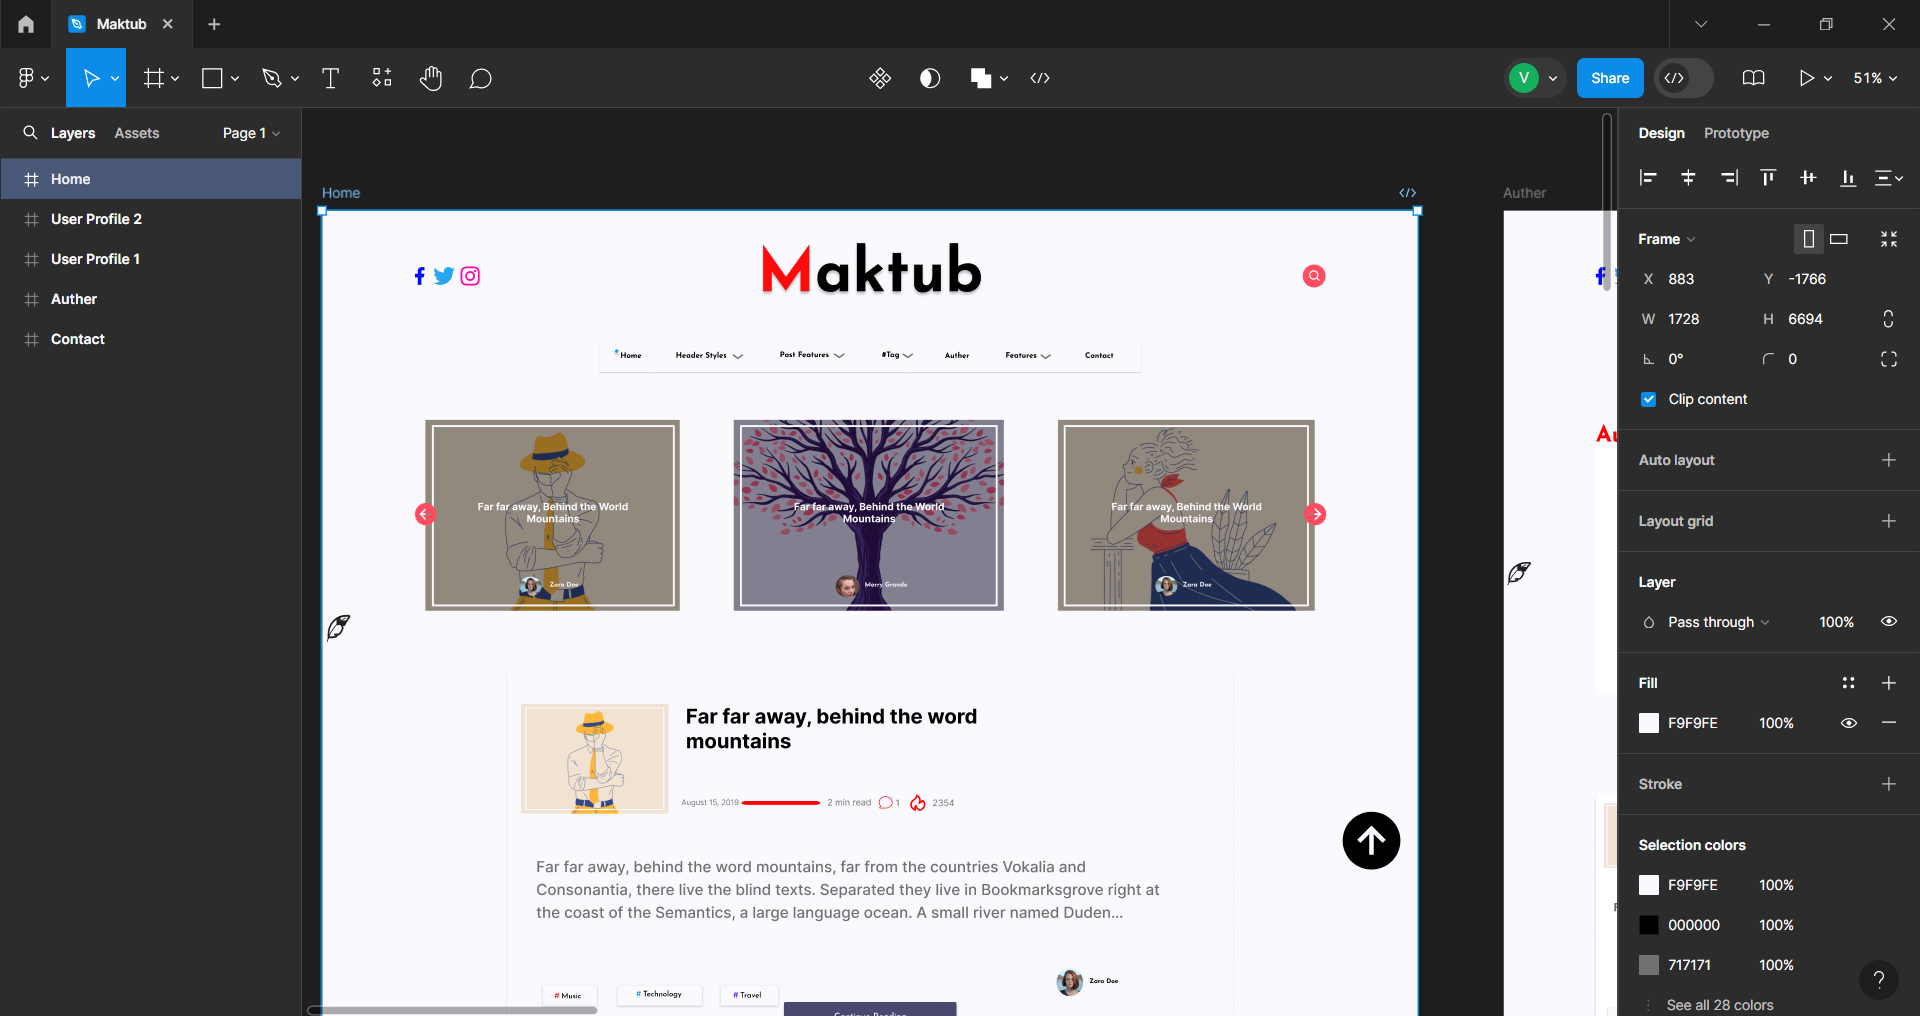 Maktub
V
Share
51%
Layers
Assets
Page 1
Home
User Profile 2
User Profile 1
Auther
Contact
Home
Auther
Maktub
Home
Header Styles
Post Features
#Tag
Auther
Features
Contact
Far far away, Behind the World
Mountains
Zara Doe
Far far away, Behind the World
Mountains
Merry Grande
Far far away, Behind the World
Mountains
Zara Doe
Far far away, behind the word
mountains
August 15, 2019
2 min read
1
2354
Far far away, behind the word mountains, far from the countries Vokalia and
Consonantia, there live the blind texts. Separated they live in Bookmarksgrove right at
the coast of the Semantics, a large language ocean. A small river named Duden...
Zara Doe
# Music
# Technology
# Travel
Continue Reading
Au
Design
Prototype
Frame
X 883
Y -1766
W 1728
H 6694
0°
0
Clip content
Auto layout
Layout grid
Layer
Pass through
100%
Fill
F9F9FE
100%
Stroke
Selection colors
F9F9FE
100%
000000
100%
717171
100%
See all 28 colors
?